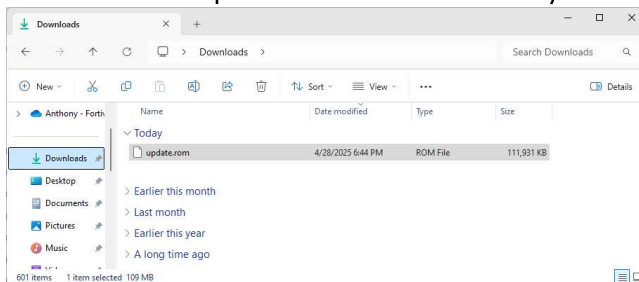 Downloads
Downloads
Search Downloads
New
Sort
View
Details
Anthony - Fortiv
Name
Date modified
Type
Size
Today
Downloads
update.rom
4/28/2025 6:44 PM
ROM File
111,931 KB
Desktop
Documents
Pictures
Music
Earlier this month
Last month
Earlier this year
A long time ago
601 items
1 item selected 109 MB